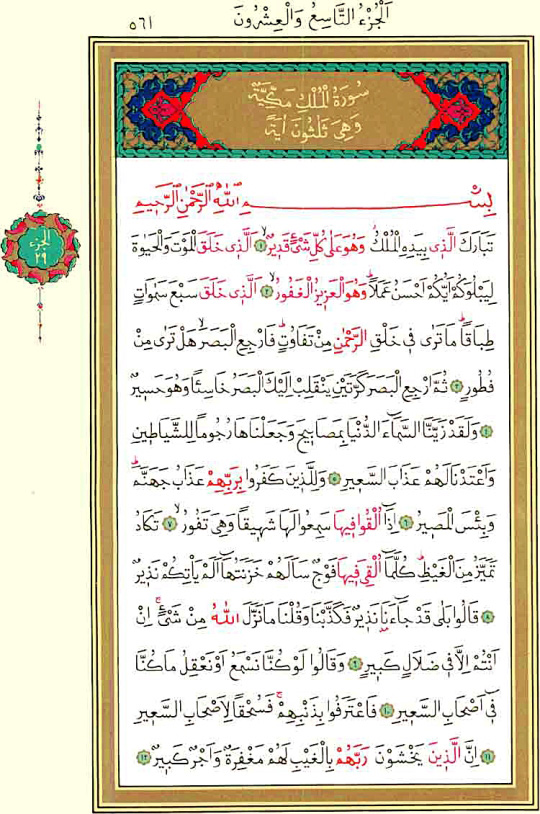 اَلْجُزْءُ التَّاسِعُ وَالْعِشْرُونَ
٥٦١
سُورَةُ الْمُلْكِ مَكِّيَّةٌ
وَهِيَ ثَلٰثُونَ اٰيَةً
الجزء
٢٩
بِسْمِ اللّٰهِ الرَّحْمٰنِ الرَّحِيمِ
تَبَارَكَ الَّذِى بِيَدِهِ الْمُلْكُ وَهُوَ عَلٰى كُلِّ شَىْءٍ قَدِيرٌۙ ١ اَلَّذِى خَلَقَ الْمَوْتَ وَالْحَيٰوةَ
لِيَبْلُوَكُمْ اَيُّكُمْ اَحْسَنُ عَمَلاًۜ وَهُوَ الْعَزِيزُ الْغَفُورُۙ ٢ اَلَّذِى خَلَقَ سَبْعَ سَمٰوَاتٍ
طِبَاقاًۜ مَا تَرٰى فِى خَلْقِ الرَّحْمٰنِ مِنْ تَفَاوُتٍۜ فَارْجِعِ الْبَصَرَۙ هَلْ تَرٰى مِنْ
فُطُورٍ ٣ ثُمَّ ارْجِعِ الْبَصَرَ كَرَّتَيْنِ يَنْقَلِبْ اِلَيْكَ الْبَصَرُ خَاسِئاً وَهُوَ حَسِيرٌ
٤ وَلَقَدْ زَيَّنَّا السَّمَٓاءَ الدُّنْيَا بِمَصَابِيحَ وَجَعَلْنَاهَا رُجُوماً لِلشَّيَاطِينِ
وَاَعْتَدْنَا لَهُمْ عَذَابَ السَّعِيرِ ٥ وَلِلَّذِينَ كَفَرُوا بِرَبِّهِمْ عَذَابُ جَهَنَّمَۜ
وَبِئْسَ الْمَصِيرُ ٦ اِذَٓا اُلْقُوا فِيهَا سَمِعُوا لَهَا شَهِيقاً وَهِىَ تَفُورُۙ ٧ تَكَادُ
تَمَيَّزُ مِنَ الْغَيْظِۜ كُلَّمَٓا اُلْقِىَ فِيهَا فَوْجٌ سَاَلَهُمْ خَزَنَتُهَٓا اَلَمْ يَأْتِكُمْ نَذِيرٌ
٨ قَالُوا بَلٰى قَدْ جَٓاءَنَا نَذِيرٌ فَكَذَّبْنَا وَقُلْنَا مَا نَزَّلَ اللّٰهُ مِنْ شَىْءٍۚ اِنْ
اَنْتُمْ اِلَّا فِى ضَلَالٍ كَبِيرٍ ٩ وَقَالُوا لَوْ كُنَّا نَسْمَعُ اَوْ نَعْقِلُ مَا كُنَّا
فِٓى اَصْحَابِ السَّعِيرِ ١٠ فَاعْتَرَفُوا بِذَنْبِهِمْۚ فَسُحْقاً لِاَصْحَابِ السَّعِيرِ
١١ اِنَّ الَّذِينَ يَخْشَوْنَ رَبَّهُمْ بِالْغَيْبِ لَهُمْ مَغْفِرَةٌ وَاَجْرٌ كَبِيرٌ ١٢